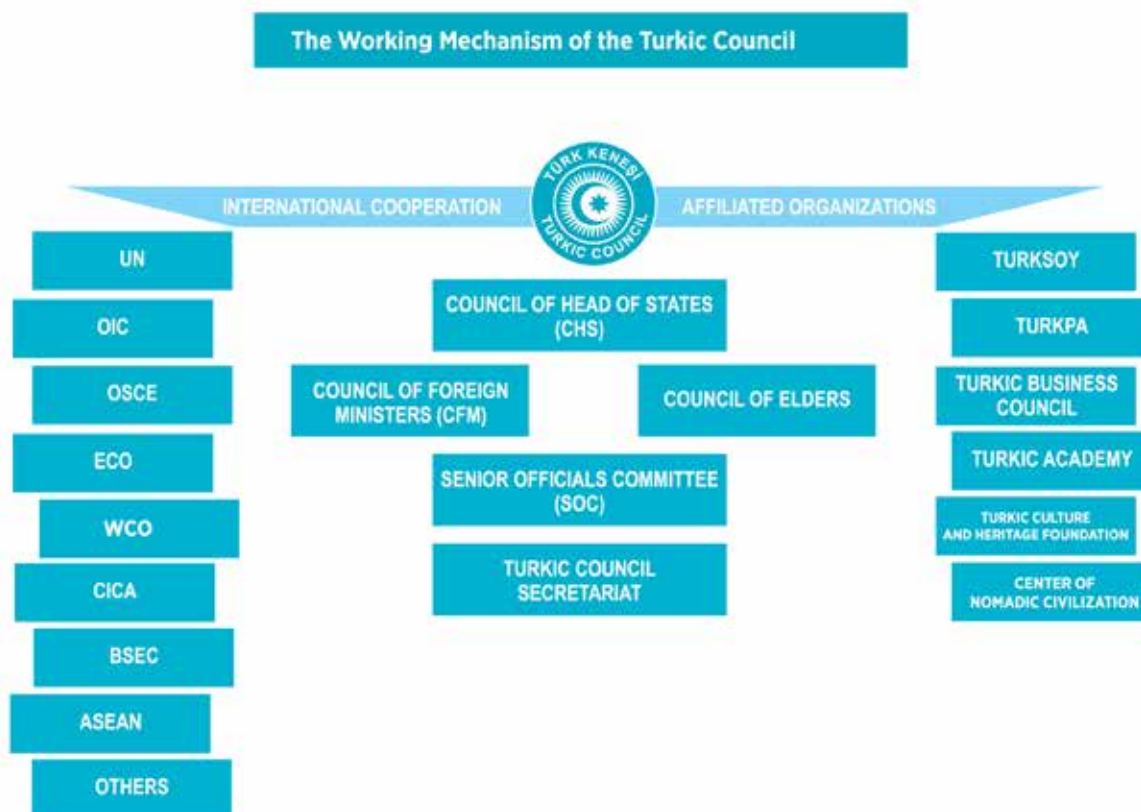 The Working Mechanism of the Turkic Council
TÜRK KENEŞİ
TURKIC COUNCIL
INTERNATIONAL COOPERATION
AFFILIATED ORGANIZATIONS
UN
OIC
OSCE
ECO
WCO
CICA
BSEC
ASEAN
OTHERS
COUNCIL OF HEAD OF STATES
(CHS)
COUNCIL OF FOREIGN
MINISTERS (CFM)
COUNCIL OF ELDERS
SENIOR OFFICIALS COMMITTEE
(SOC)
TURKIC COUNCIL
SECRETARIAT
TURKSOY
TURKPA
TURKIC BUSINESS
COUNCIL
TURKIC ACADEMY
TURKIC CULTURE
AND HERITAGE FOUNDATION
CENTER OF
NOMADIC CIVILIZATION